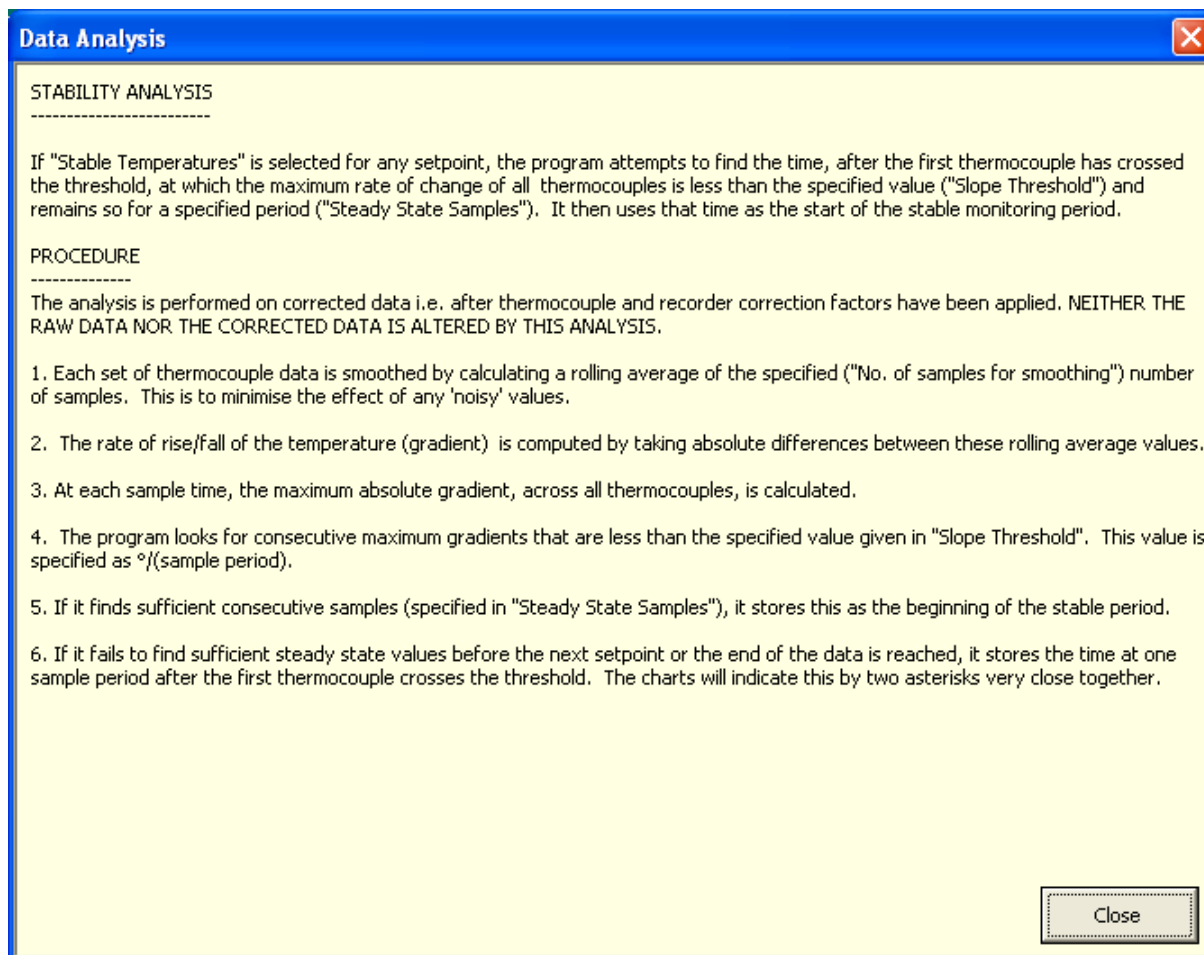 Data Analysis
STABILITY ANALYSIS
-------------------------
If "Stable Temperatures" is selected for any setpoint, the program attempts to find the time, after the first thermocouple has crossed
the threshold, at which the maximum rate of change of all  thermocouples is less than the specified value ("Slope Threshold") and
remains so for a specified period ("Steady State Samples").  It then uses that time as the start of the stable monitoring period.
PROCEDURE
--------------
The analysis is performed on corrected data i.e. after thermocouple and recorder correction factors have been applied. NEITHER THE
RAW DATA NOR THE CORRECTED DATA IS ALTERED BY THIS ANALYSIS.
1. Each set of thermocouple data is smoothed by calculating a rolling average of the specified ("No. of samples for smoothing") number
of samples.  This is to minimise the effect of any 'noisy' values.
2.  The rate of rise/fall of the temperature (gradient)  is computed by taking absolute differences between these rolling average values.
3. At each sample time, the maximum absolute gradient, across all thermocouples, is calculated.
4.  The program looks for consecutive maximum gradients that are less than the specified value given in "Slope Threshold".  This value is
specified as °/(sample period).
5. If it finds sufficient consecutive samples (specified in "Steady State Samples"), it stores this as the beginning of the stable period.
6. If it fails to find sufficient steady state values before the next setpoint or the end of the data is reached, it stores the time at one
sample period after the first thermocouple crosses the threshold.  The charts will indicate this by two asterisks very close together.
Close